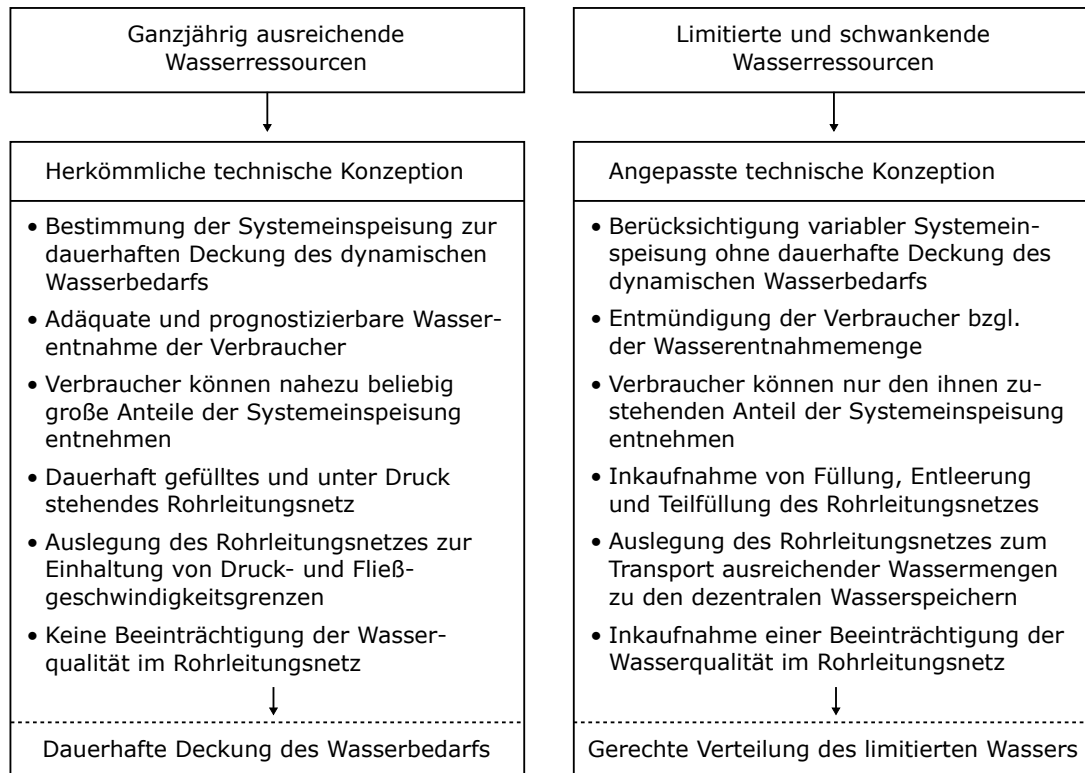 Ganzjährig ausreichende
Wasserressourcen
Herkömmliche technische Konzeption
• Bestimmung der Systemeinspeisung zur
dauerhaften Deckung des dynamischen
Wasserbedarfs
• Adäquate und prognostizierbare Wasser-
entnahme der Verbraucher
• Verbraucher können nahezu beliebig
große Anteile der Systemeinspeisung
entnehmen
• Dauerhaft gefülltes und unter Druck
stehendes Rohrleitungsnetz
• Auslegung des Rohrleitungsnetzes zur
Einhaltung von Druck- und Fließ-
geschwindigkeitsgrenzen
• Keine Beeinträchtigung der Wasser-
qualität im Rohrleitungsnetz
Dauerhafte Deckung des Wasserbedarfs
Limitierte und schwankende
Wasserressourcen
Angepasste technische Konzeption
• Berücksichtigung variabler Systemein-
speisung ohne dauerhafte Deckung des
dynamischen Wasserbedarfs
• Entmündigung der Verbraucher bzgl.
der Wasserentnahmemenge
• Verbraucher können nur den ihnen zu-
stehenden Anteil der Systemeinspeisung
entnehmen
• Inkaufnahme von Füllung, Entleerung
und Teilfüllung des Rohrleitungsnetzes
• Auslegung des Rohrleitungsnetzes zum
Transport ausreichender Wassermengen
zu den dezentralen Wasserspeichern
• Inkaufnahme einer Beeinträchtigung der
Wasserqualität im Rohrleitungsnetz
Gerechte Verteilung des limitierten Wassers